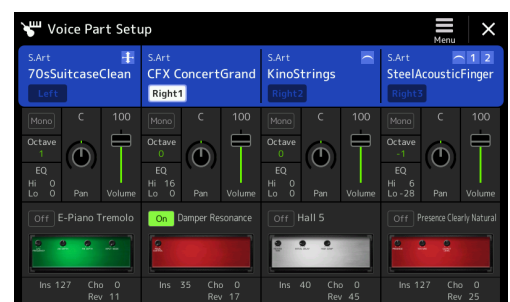 Voice Part Setup
Menu
S.Art
70sSuitcaseClean
Left
S.Art
CFX ConcertGrand
Right1
S.Art
KinoStrings
Right2
S.Art
1 2
SteelAcousticFinger
Right3
Mono
C
100
Octave
1
EQ
Hi 0
Lo 0
Pan
Volume
Mono
C
100
Octave
0
EQ
Hi 16
Lo 0
Pan
Volume
Mono
C
100
Octave
0
EQ
Hi 0
Lo 0
Pan
Volume
Mono
C
100
Octave
-1
EQ
Hi 6
Lo -28
Pan
Volume
Off E-Piano Tremolo
On Damper Resonance
Off Hall 5
Off Presence Clearly Natural
Ins 127 Cho 0
Rev 11
Ins 35 Cho 0
Rev 17
Ins 40 Cho 0
Rev 45
Ins 127 Cho 0
Rev 25